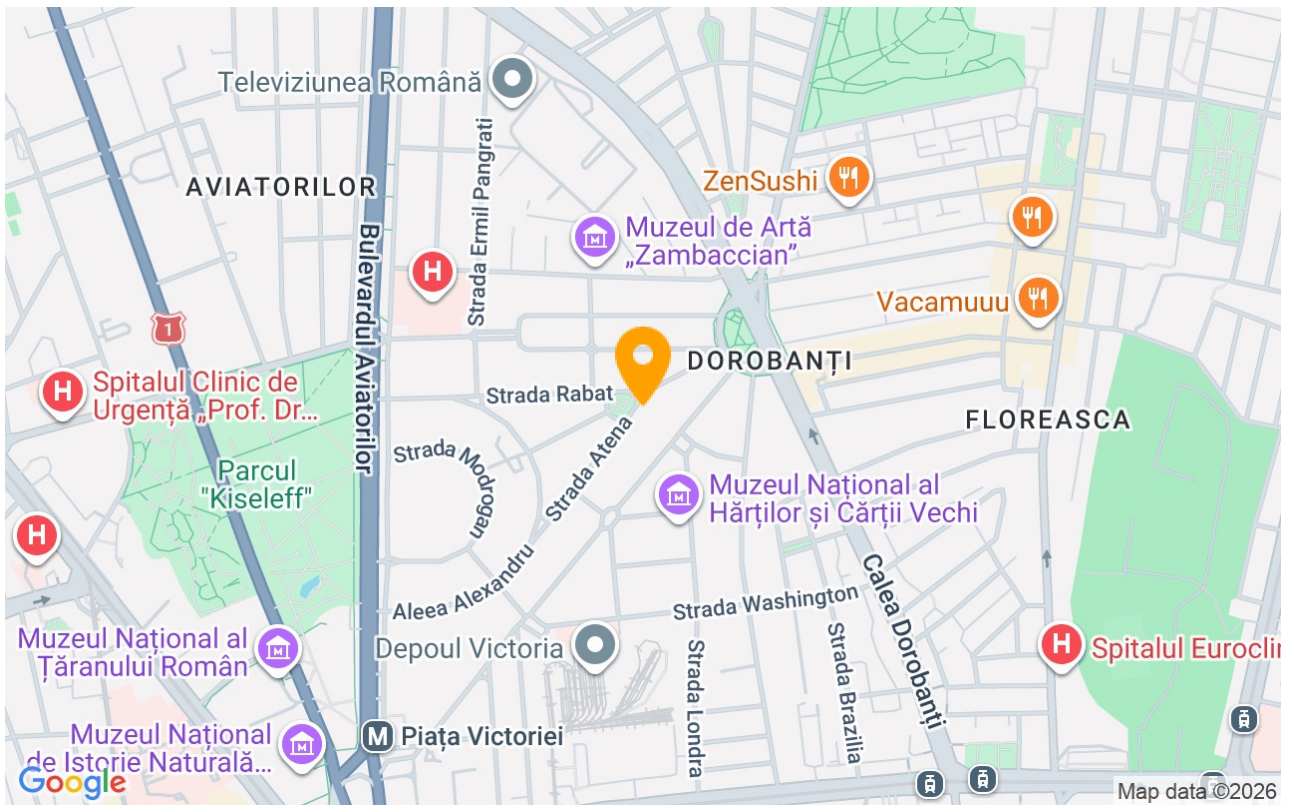 Televiziunea Română
AVIATORILOR
Strada Ermil Pangrati
ZenSushi
Muzeul de Artă
„Zambaccian”
Bulevardul Aviatorilor
H
1
Vacamuuu
DOROBANȚI
H
Spitalul Clinic de
Urgență „Prof. Dr...
Strada Rabat
FLOREASCA
Strada Atena
Strada Modrogan
Parcul
"Kiseleff"
Muzeul Național al
Hărților și Cărții Vechi
H
Aleea Alexandru
Calea Dorobanți
Strada Washington
Muzeul Național al
Țăranului Român
Depoul Victoria
Strada Londra
Strada Brazilia
H
Spitalul Euroclin
M
Piața Victoriei
Muzeul Național
de Istorie Naturală...
Google
Map data ©2026